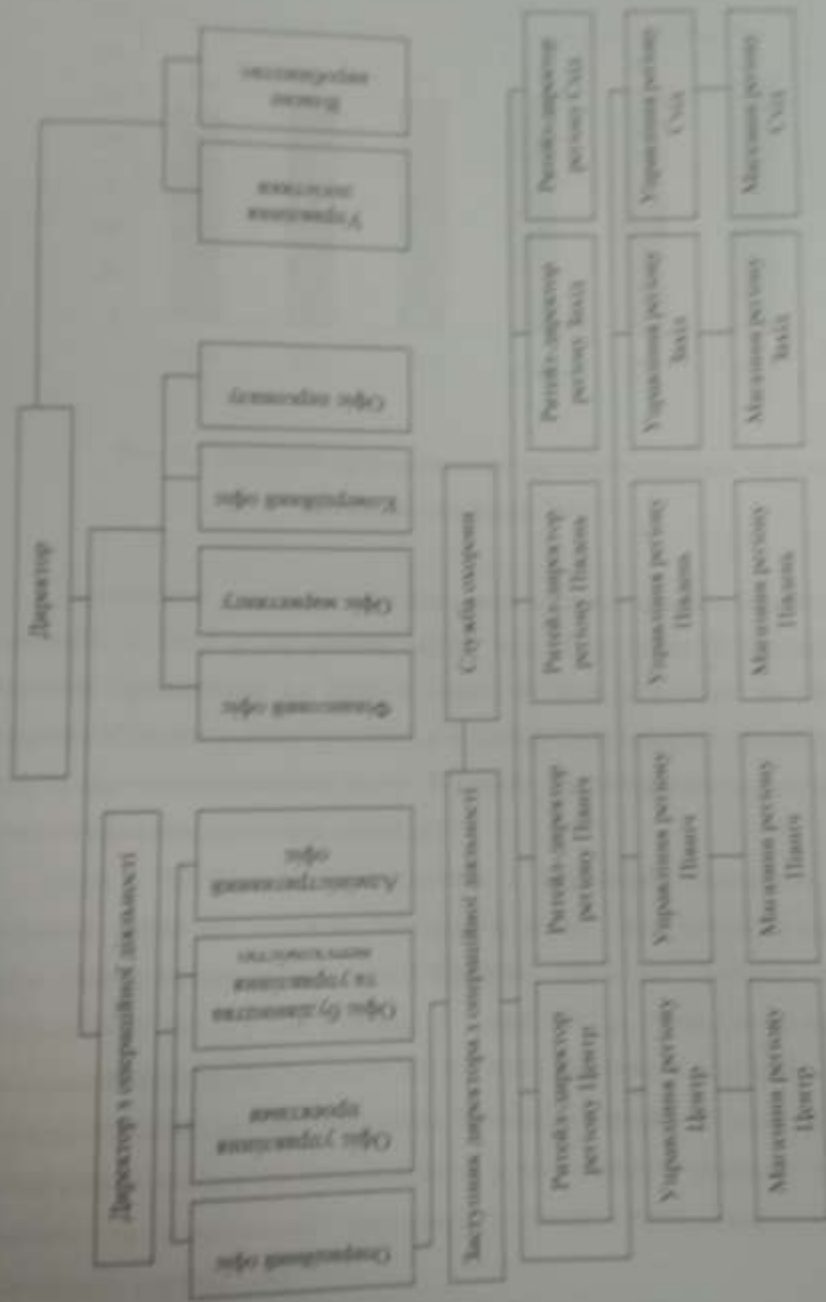 Директор
Директор з операційної діяльності
Операційний офіс
Офіс управління
проектами
Офіс будівництва
та управління
нерухомістю
Адміністративний
офіс
Фінансовий офіс
Офіс маркетингу
Комерційний офіс
Офіс персоналу
Управління
логістики
Власне
виробництво
Заступник директора з операційної діяльності
Служба охорони
Ритейл-директор
регіону Центр
Ритейл-директор
регіону Північ
Ритейл-директор
регіону Південь
Ритейл-директор
регіону Захід
Ритейл-директор
регіону Схід
Управління регіону
Центр
Управління регіону
Північ
Управління регіону
Південь
Управління регіону
Захід
Управління регіону
Схід
Магазини регіону
Центр
Магазини регіону
Північ
Магазини регіону
Південь
Магазини регіону
Захід
Магазини регіону
Схід